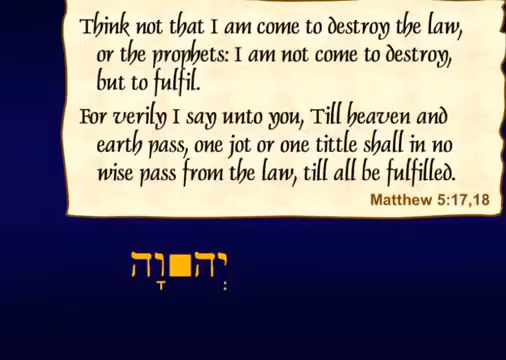 Think not that I am come to destroy the law,
or the prophets: I am not come to destroy,
but to fulfil.
For verily I say unto you, Till heaven and
earth pass, one jot or one tittle shall in no
wise pass from the law, till all be fulfilled.
Matthew 5:17,18
יְה■וָה